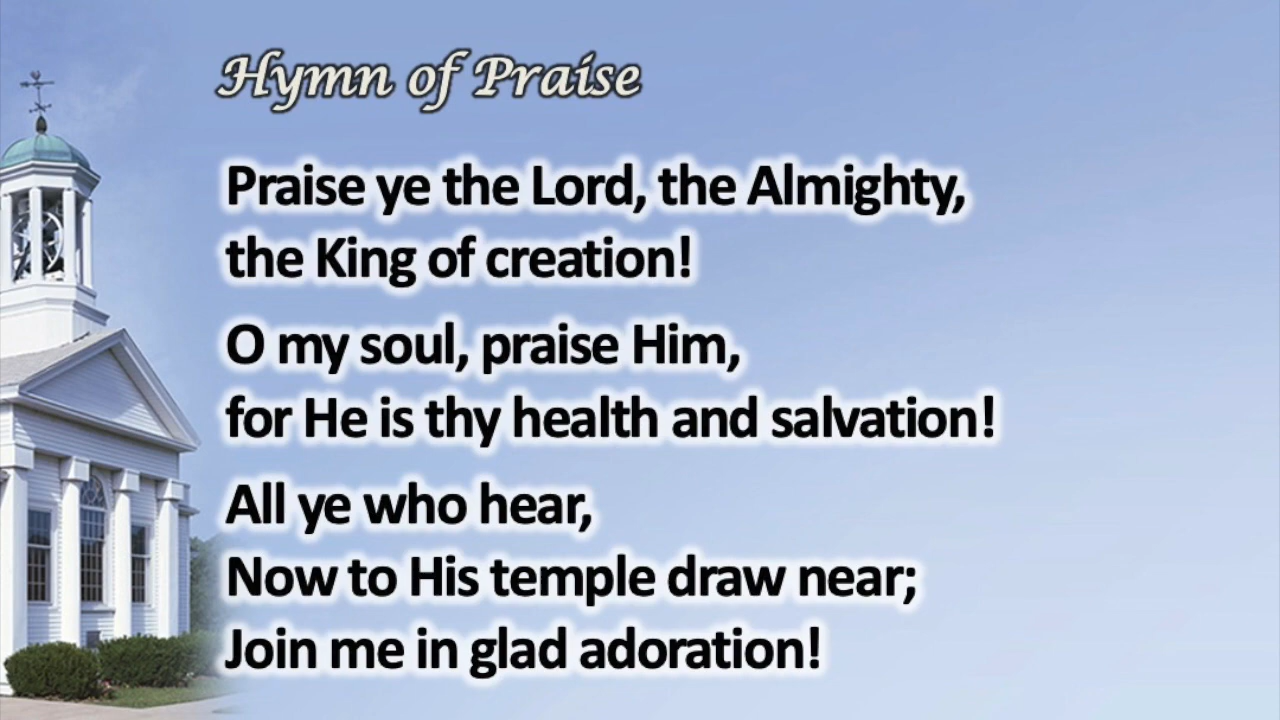 Hymn of Praise
Praise ye the Lord, the Almighty,
the King of creation!
O my soul, praise Him,
for He is thy health and salvation!
All ye who hear,
Now to His temple draw near;
Join me in glad adoration!